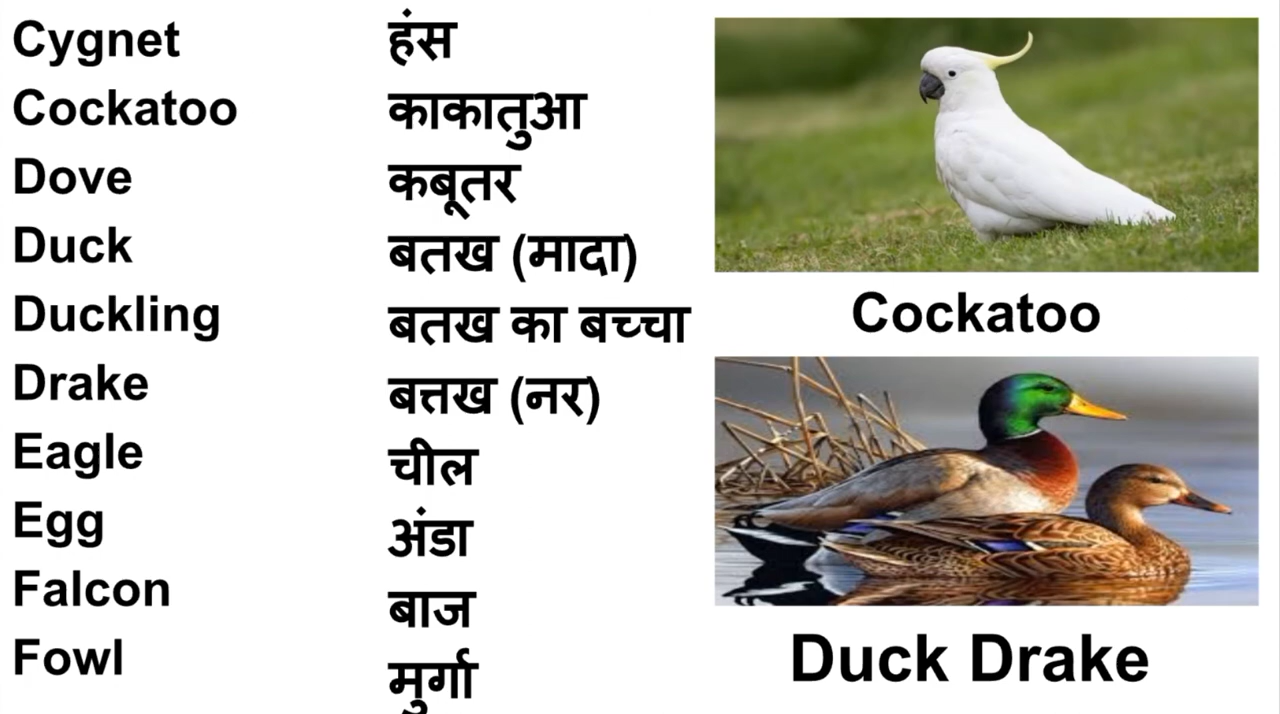 Cygnet हंस
Cockatoo काकातुआ
Dove कबूतर
Duck बतख (मादा)
Duckling बतख का बच्चा
Drake बत्तख (नर)
Eagle चील
Egg अंडा
Falcon बाज
Fowl मुर्गा
Cockatoo
Duck Drake